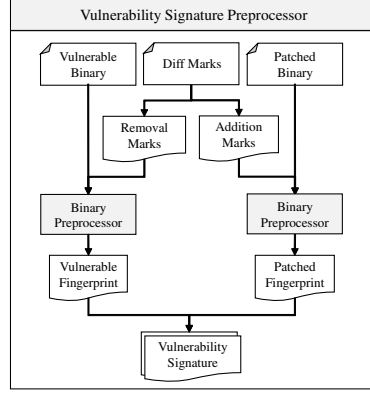 Vulnerability Signature Preprocessor
Vulnerable
Binary
Diff Marks
Patched
Binary
Removal
Marks
Addition
Marks
Binary
Preprocessor
Binary
Preprocessor
Vulnerable
Fingerprint
Patched
Fingerprint
Vulnerability
Signature